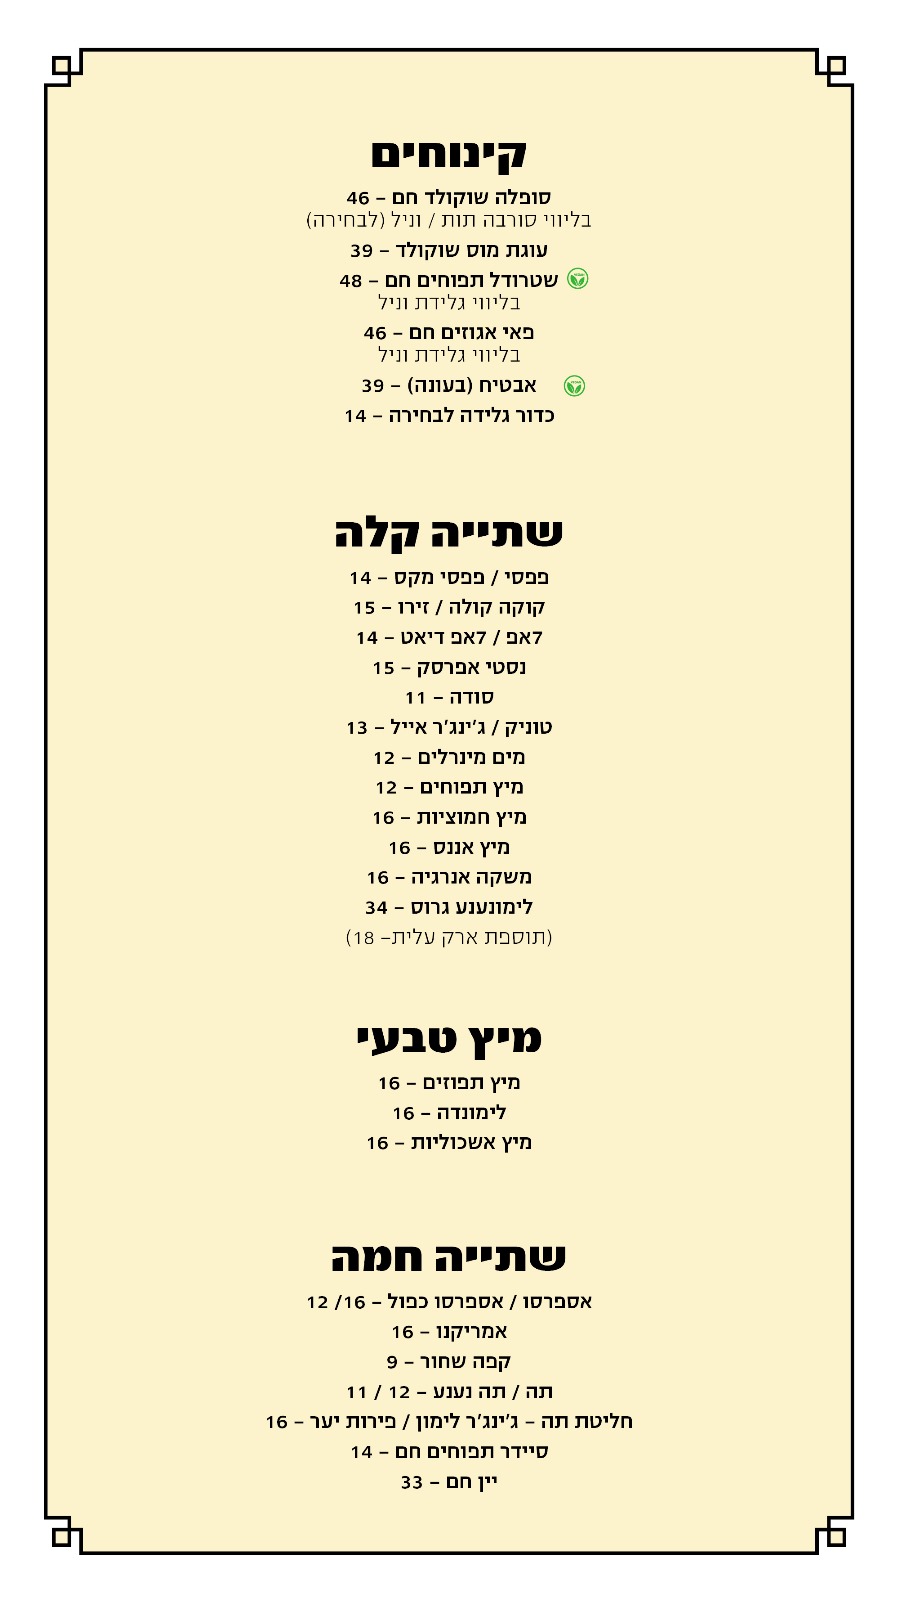 קינוחים
סופלה שוקולד חם – 46
בליווי סורבה תות / וניל (לבחירה)
עוגת מוס שוקולד – 39
שטרודל תפוחים חם – 48
בליווי גלידת וניל
פאי אגוזים חם – 46
בליווי גלידת וניל
אבטיח (בעונה) – 39
כדור גלידה לבחירה – 14
שתייה קלה
פפסי / פפסי מקס – 14
קוקה קולה / זירו – 15
7אפ / 7אפ דיאט – 14
נסטי אפרסק – 15
סודה – 11
טוניק / ג'ינג'ר אייל – 13
מים מינרלים – 12
מיץ תפוחים – 12
מיץ חמוציות – 16
מיץ אננס – 16
משקה אנרגיה – 16
לימונענע גרוס – 34
(תוספת ארק עלית– 18)
מיץ טבעי
מיץ תפוזים – 16
לימונדה – 16
מיץ אשכוליות – 16
שתייה חמה
אספרסו / אספרסו כפול – 16/ 12
אמריקנו – 16
קפה שחור – 9
תה / תה נענע – 12 / 11
חליטת תה – ג'ינג'ר לימון / פירות יער – 16
סיידר תפוחים חם – 14
יין חם – 33